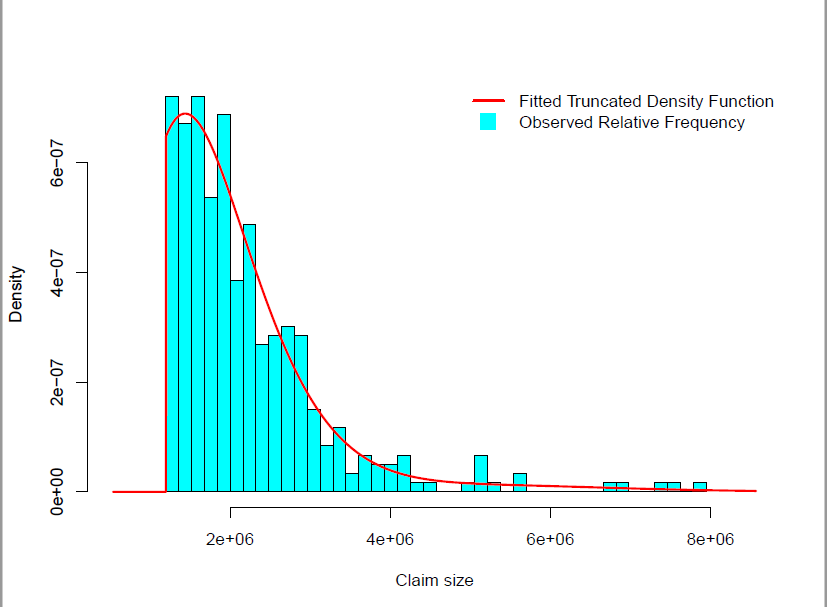 Fitted Truncated Density Function
Observed Relative Frequency
Density
0e+00
2e−07
4e−07
6e−07
2e+06
4e+06
6e+06
8e+06
Claim size